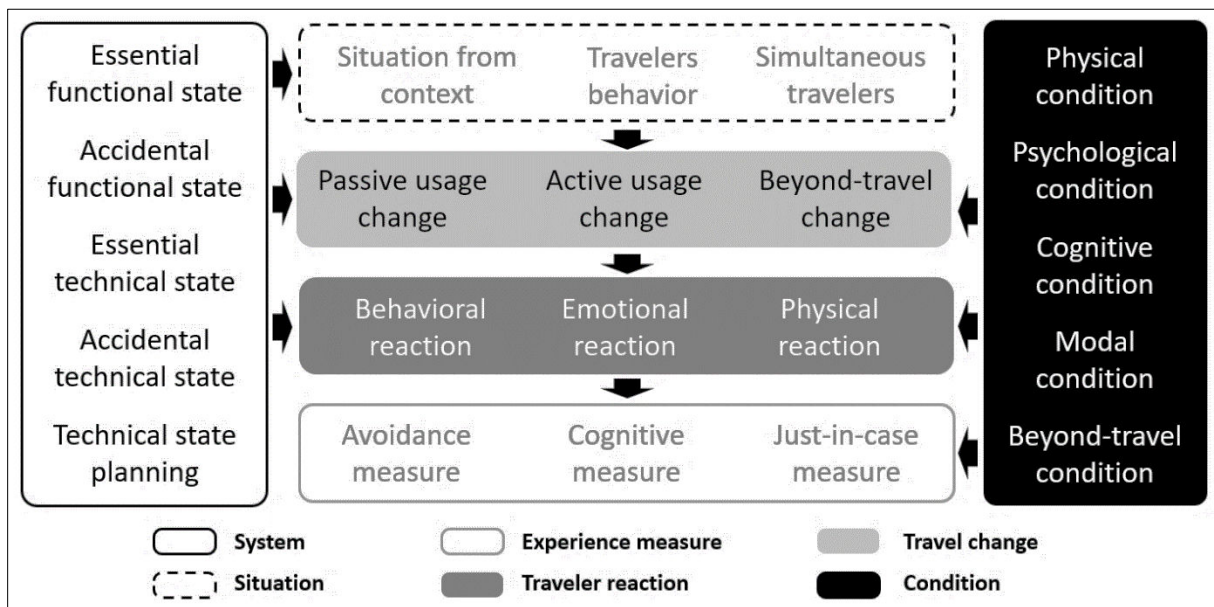 Essential
functional state
Accidental
functional state
Essential
technical state
Accidental
technical state
Technical state
planning
Situation from
context
Travelers
behavior
Simultaneous
travelers
Passive usage
change
Active usage
change
Beyond-travel
change
Behavioral
reaction
Emotional
reaction
Physical
reaction
Avoidance
measure
Cognitive
measure
Just-in-case
measure
Physical
condition
Psychological
condition
Cognitive
condition
Modal
condition
Beyond-travel
condition
System
Experience measure
Travel change
Situation
Traveler reaction
Condition